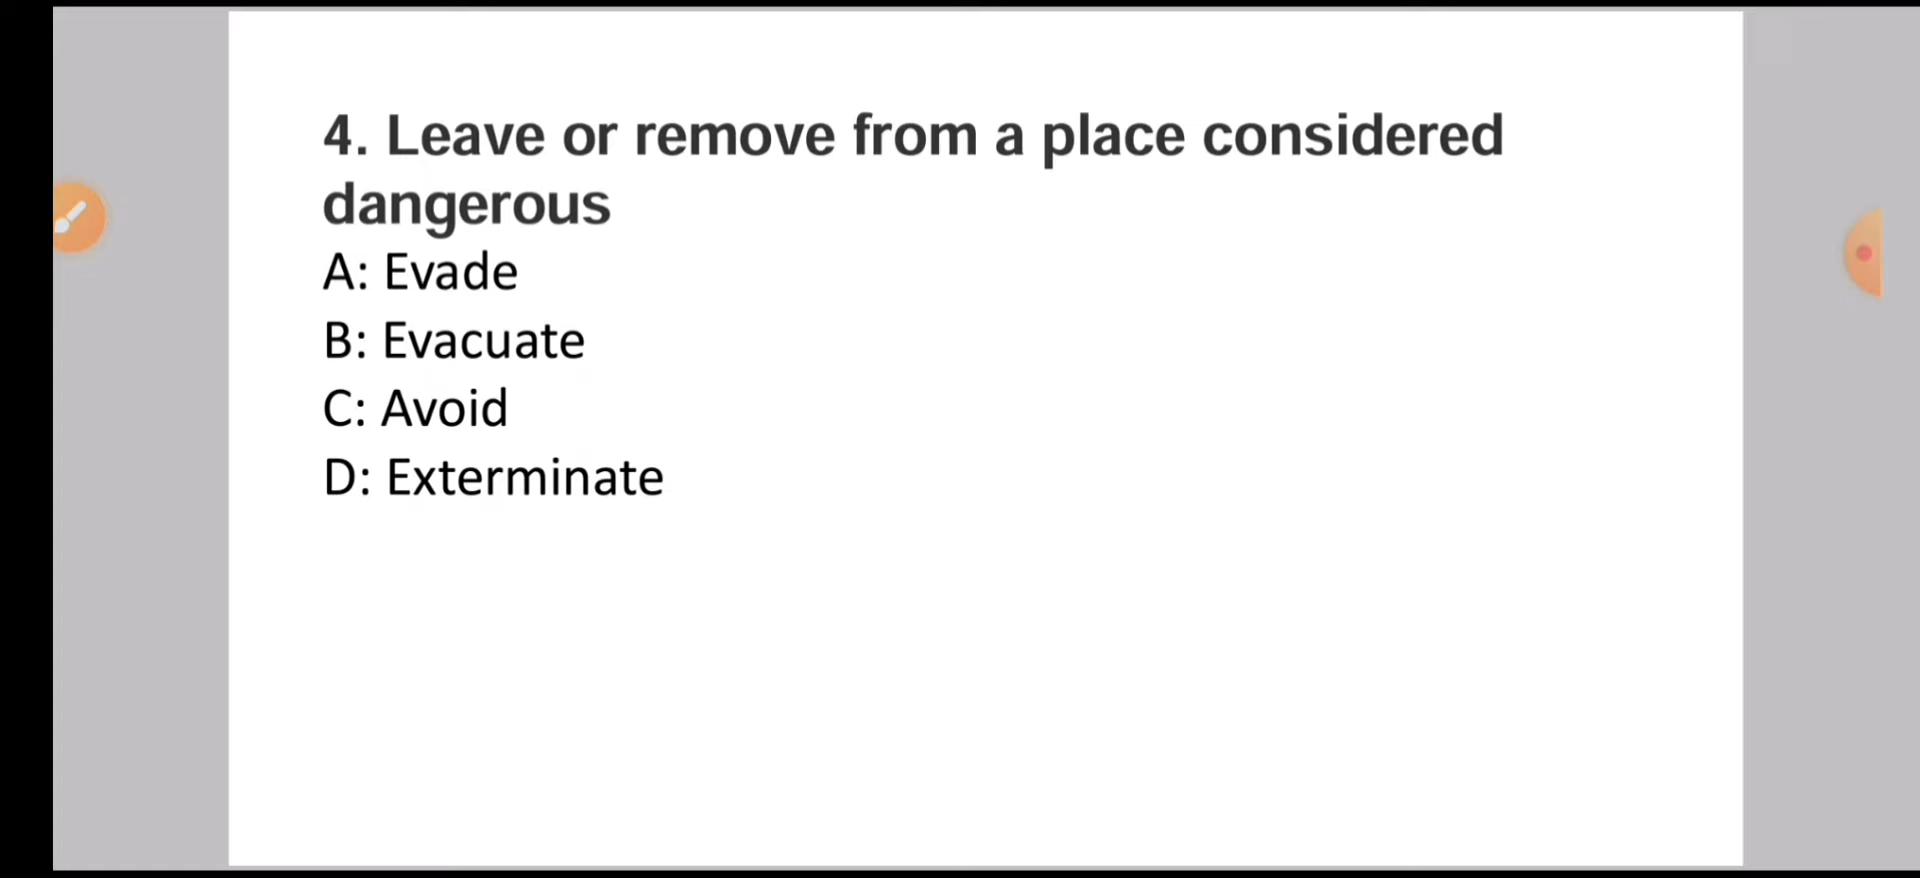 4. Leave or remove from a place considered
dangerous
A: Evade
B: Evacuate
C: Avoid
D: Exterminate